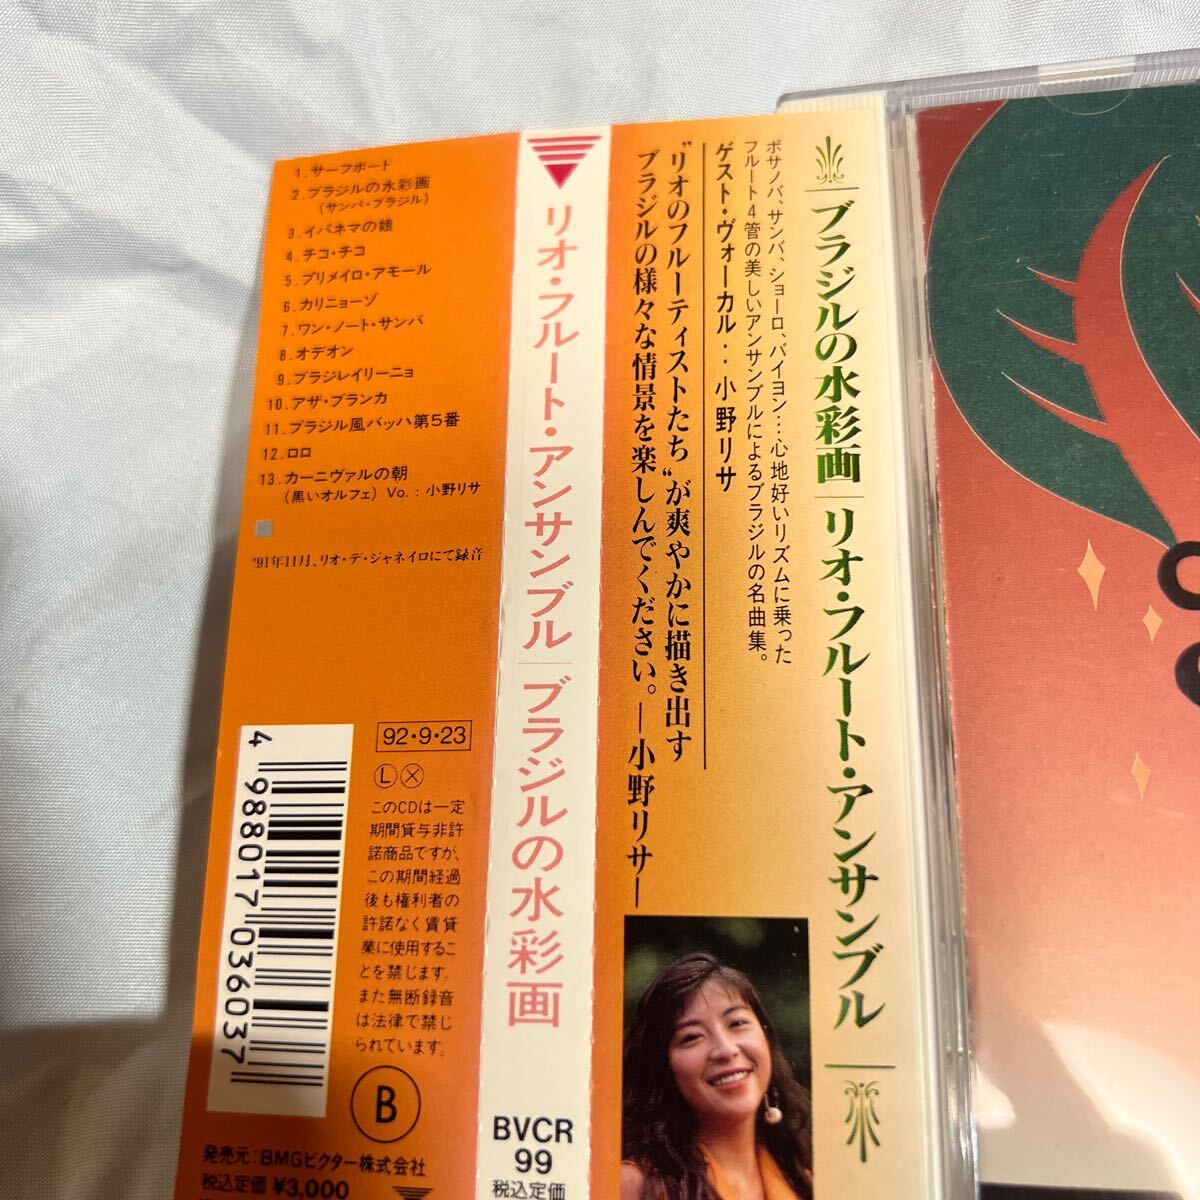 1. サーフボード
2. ブラジルの水彩画
(サンバ・ブラジル)
3. イパネマの娘
4. チコ・チコ
5. プリメイロ・アモール
6. カリニョーゾ
7. ワン・ノート・サンバ
8. オデオン
9. ブラジレイリーニョ
10. アザ・ブランカ
11. ブラジル風バッハ第5番
12. ロロ
13. カーニヴァルの朝
(黒いオルフェ) Vo.:小野リサ
'91年11月、リオ・デ・ジャネイロにて録音
92・9・23
L X
このCDは一定
期間貸与非許
諾商品ですが、
この期間経過
後も権利者の
許諾なく賃貸
業に使用するこ
とを禁じます。
また無断録音
は法律で禁じ
られています。
4 988017 036037
B
発売元:BMGビクター株式会社
税込定価 ¥3,000
リオ・フルート・アンサンブル│ブラジルの水彩画
BVCR
99
税込定価
ブラジルの水彩画│リオ・フルート・アンサンブル
ボサノバ、サンバ、ショーロ、バイヨン…心地好いリズムに乗った
フルート4管の美しいアンサンブルによるブラジルの名曲集。
ゲスト・ヴォーカル：小野リサ
“リオのフルーティストたち”が爽やかに描き出す
ブラジルの様々な情景を楽しんでください。—小野リサ—